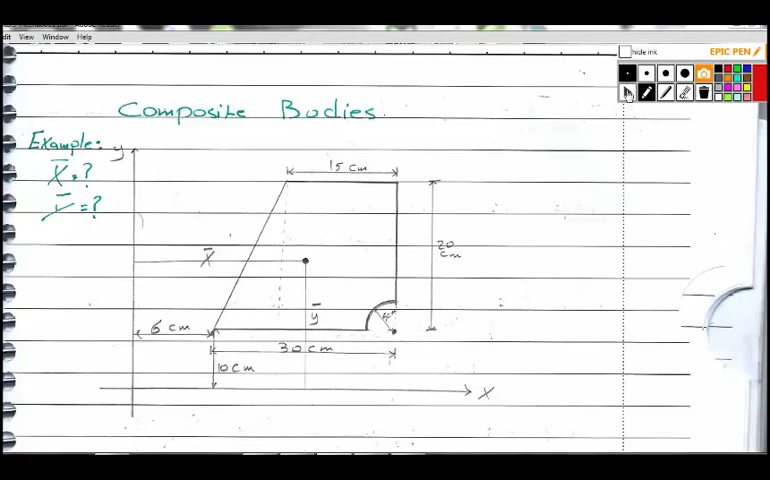 dit View Window Help
hide ink EPIC PEN
Composite Bodies
Example: y
X̄ = ?
Ȳ = ?
15 cm
20 cm
X̄
ȳ
4"
6 cm
30 cm
10 cm
X